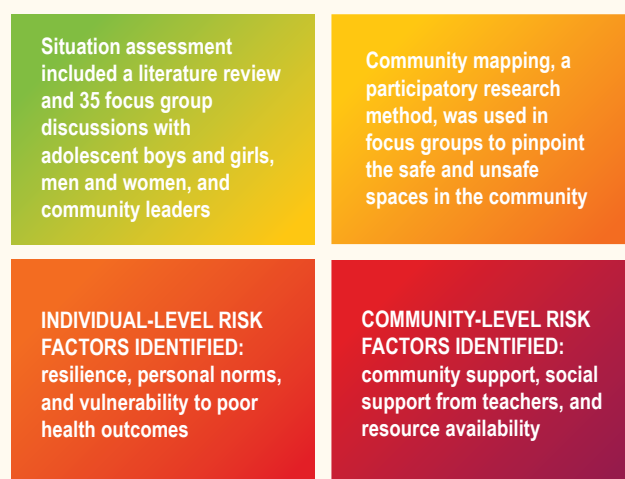 Situation assessment
included a literature review
and 35 focus group
discussions with
adolescent boys and girls,
men and women, and
community leaders
Community mapping, a
participatory research
method, was used in
focus groups to pinpoint
the safe and unsafe
spaces in the community
INDIVIDUAL-LEVEL RISK
FACTORS IDENTIFIED:
resilience, personal norms,
and vulnerability to poor
health outcomes
COMMUNITY-LEVEL RISK
FACTORS IDENTIFIED:
community support, social
support from teachers, and
resource availability